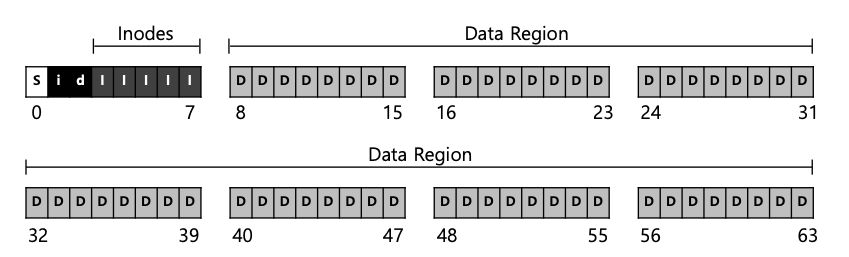 Inodes Data Region
S i d I I I I I D D D D D D D D D D D D D D D D D D D D D D D D
0 7 8 15 16 23 24 31
Data Region
D D D D D D D D D D D D D D D D D D D D D D D D D D D D D D D D
32 39 40 47 48 55 56 63